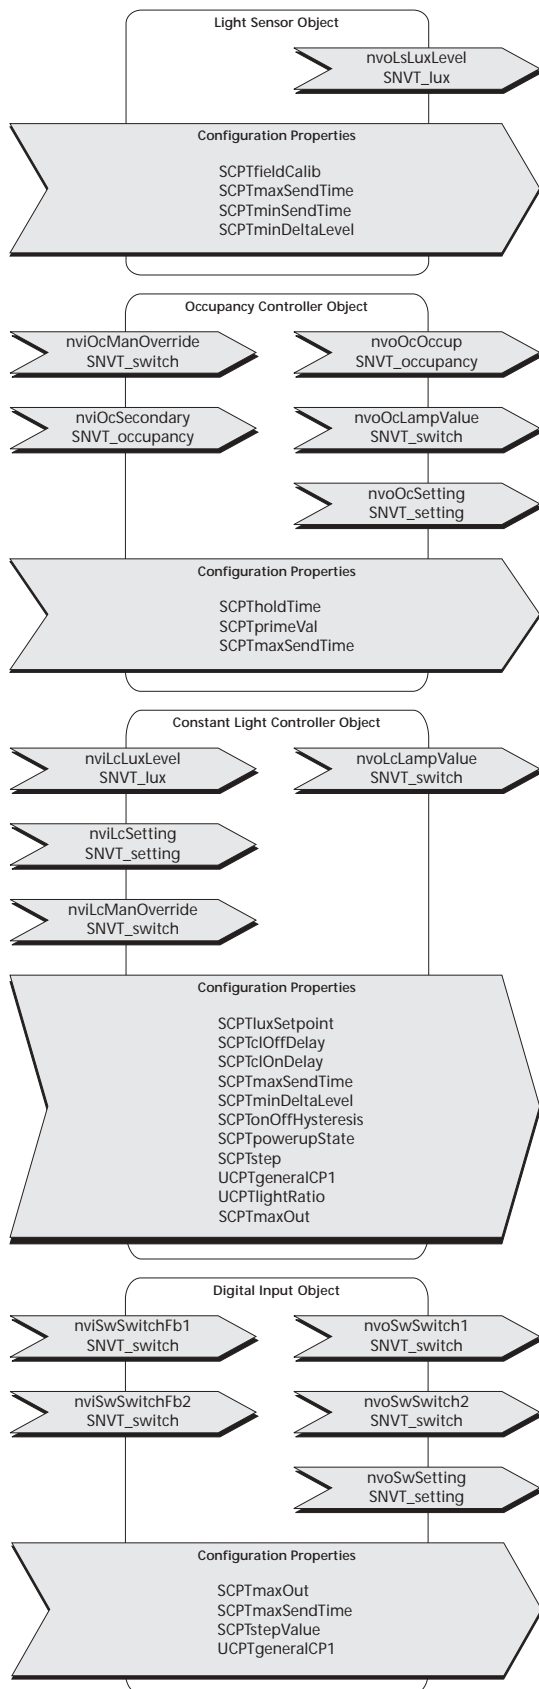 Light Sensor Object
nvoLsLuxLevel
SNVT_lux
Configuration Properties
SCPTfieldCalib
SCPTmaxSendTime
SCPTminSendTime
SCPTminDeltaLevel
Occupancy Controller Object
nviOcManOverride
SNVT_switch
nvoOcOccup
SNVT_occupancy
nviOcSecondary
SNVT_occupancy
nvoOcLampValue
SNVT_switch
nvoOcSetting
SNVT_setting
Configuration Properties
SCPTholdTime
SCPTprimeVal
SCPTmaxSendTime
Constant Light Controller Object
nviLcLuxLevel
SNVT_lux
nvoLcLampValue
SNVT_switch
nviLcSetting
SNVT_setting
nviLcManOverride
SNVT_switch
Configuration Properties
SCPTluxSetpoint
SCPTclOffDelay
SCPTclOnDelay
SCPTmaxSendTime
SCPTminDeltaLevel
SCPTonOffHysteresis
SCPTpowerupState
SCPTstep
UCPTgeneralCP1
UCPTlightRatio
SCPTmaxOut
Digital Input Object
nviSwSwitchFb1
SNVT_switch
nvoSwSwitch1
SNVT_switch
nviSwSwitchFb2
SNVT_switch
nvoSwSwitch2
SNVT_switch
nvoSwSetting
SNVT_setting
Configuration Properties
SCPTmaxOut
SCPTmaxSendTime
SCPTstepValue
UCPTgeneralCP1